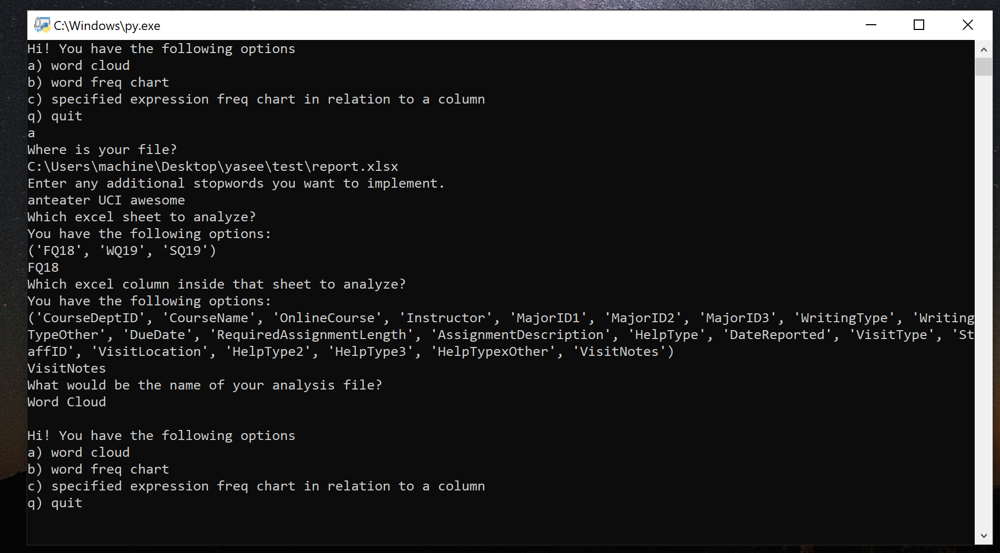 C:\Windows\py.exe
Hi! You have the following options
a) word cloud
b) word freq chart
c) specified expression freq chart in relation to a column
q) quit
a
Where is your file?
C:\Users\machine\Desktop\yasee\test\report.xlsx
Enter any additional stopwords you want to implement.
anteater UCI awesome
Which excel sheet to analyze?
You have the following options:
('FQ18', 'WQ19', 'SQ19')
FQ18
Which excel column inside that sheet to analyze?
You have the following options:
('CourseDeptID', 'CourseName', 'OnlineCourse', 'Instructor', 'MajorID1', 'MajorID2', 'MajorID3', 'WritingType', 'Writing
TypeOther', 'DueDate', 'RequiredAssignmentLength', 'AssignmentDescription', 'HelpType', 'DateReported', 'VisitType', 'St
affID', 'VisitLocation', 'HelpType2', 'HelpType3', 'HelpTypexOther', 'VisitNotes')
VisitNotes
What would be the name of your analysis file?
Word Cloud
Hi! You have the following options
a) word cloud
b) word freq chart
c) specified expression freq chart in relation to a column
q) quit